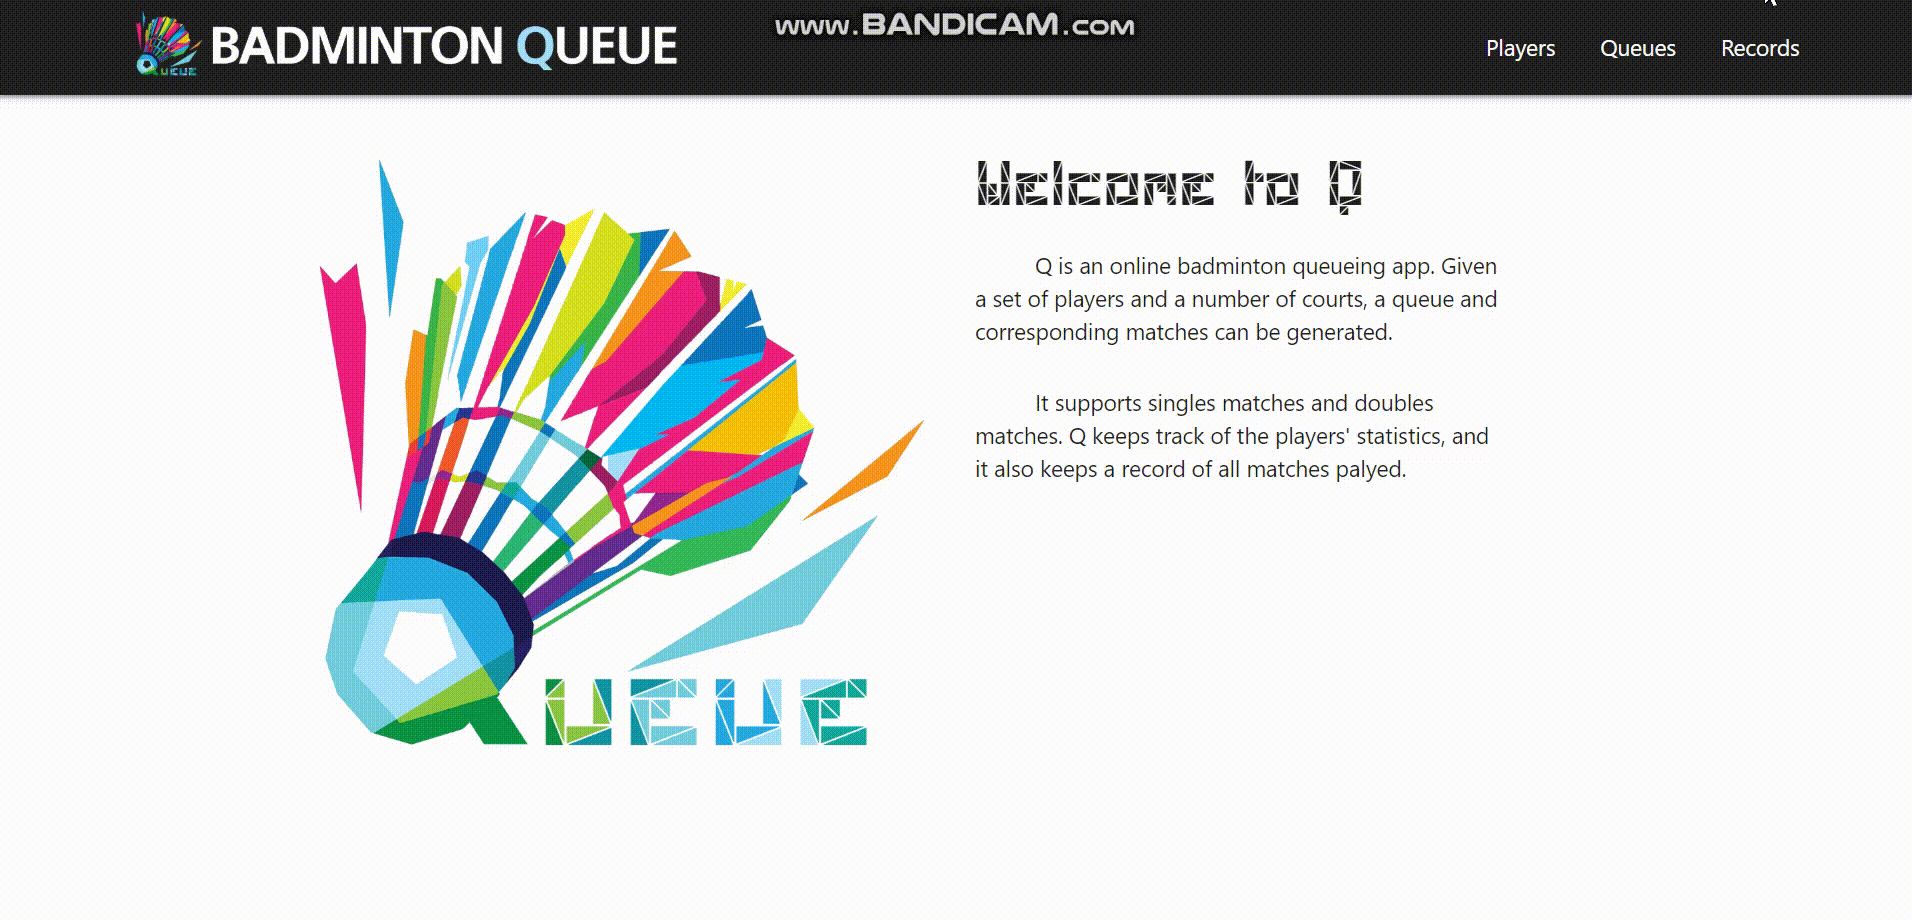 www.BANDICAM.com
QUEUE
BADMINTON QUEUE
Players
Queues
Records
Welcome to Q
Q is an online badminton queueing app. Given
a set of players and a number of courts, a queue and
corresponding matches can be generated.
It supports singles matches and doubles
matches. Q keeps track of the players' statistics, and
it also keeps a record of all matches palyed.
QUEUE